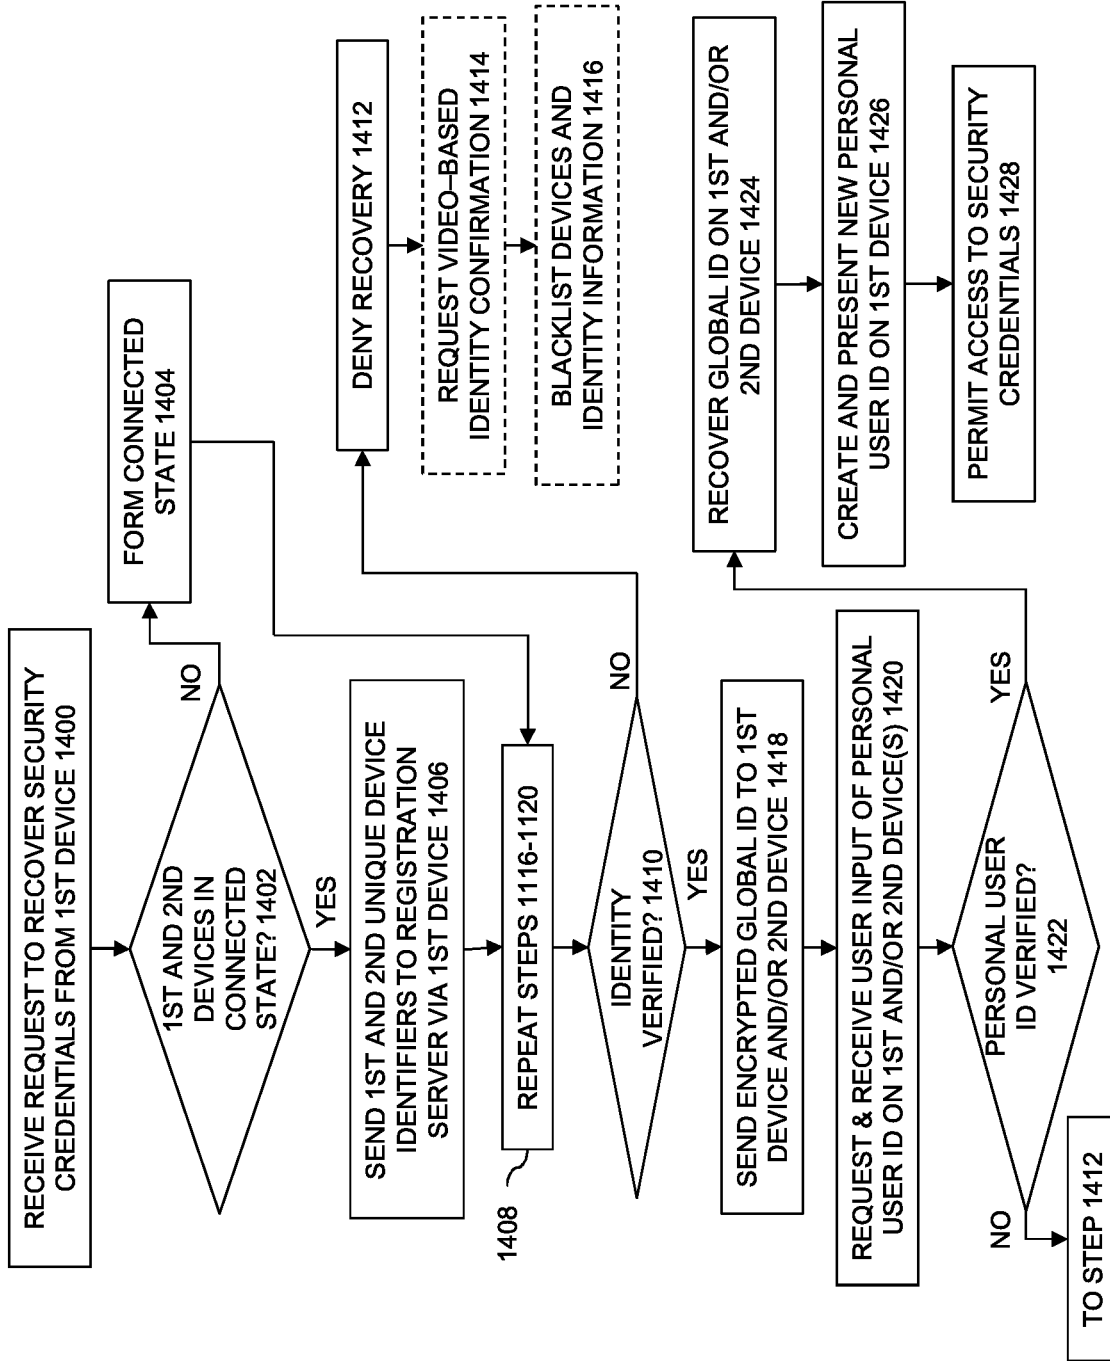 RECEIVE REQUEST TO RECOVER SECURITY
CREDENTIALS FROM 1ST DEVICE 1400
1ST AND 2ND
DEVICES IN
CONNECTED
STATE? 1402
NO
FORM CONNECTED
STATE 1404
YES
SEND 1ST AND 2ND UNIQUE DEVICE
IDENTIFIERS TO REGISTRATION
SERVER VIA 1ST DEVICE 1406
REPEAT STEPS 1116-1120
1408
IDENTITY
VERIFIED? 1410
NO
DENY RECOVERY 1412
REQUEST VIDEO–BASED
IDENTITY CONFIRMATION 1414
BLACKLIST DEVICES AND
IDENTITY INFORMATION 1416
YES
SEND ENCRYPTED GLOBAL ID TO 1ST
DEVICE AND/OR 2ND DEVICE 1418
REQUEST & RECEIVE USER INPUT OF PERSONAL
USER ID ON 1ST AND/OR 2ND DEVICE(S) 1420
PERSONAL USER
ID VERIFIED?
1422
NO
TO STEP 1412
YES
RECOVER GLOBAL ID ON 1ST AND/OR
2ND DEVICE 1424
CREATE AND PRESENT NEW PERSONAL
USER ID ON 1ST DEVICE 1426
PERMIT ACCESS TO SECURITY
CREDENTIALS 1428